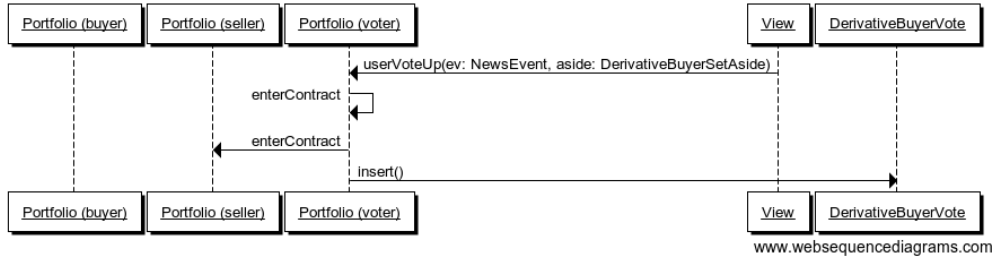 Portfolio (buyer) Portfolio (seller) Portfolio (voter) View DerivativeBuyerVote
userVoteUp(ev: NewsEvent, aside: DerivativeBuyerSetAside)
enterContract
enterContract
insert()
Portfolio (buyer) Portfolio (seller) Portfolio (voter) View DerivativeBuyerVote
www.websequencediagrams.com